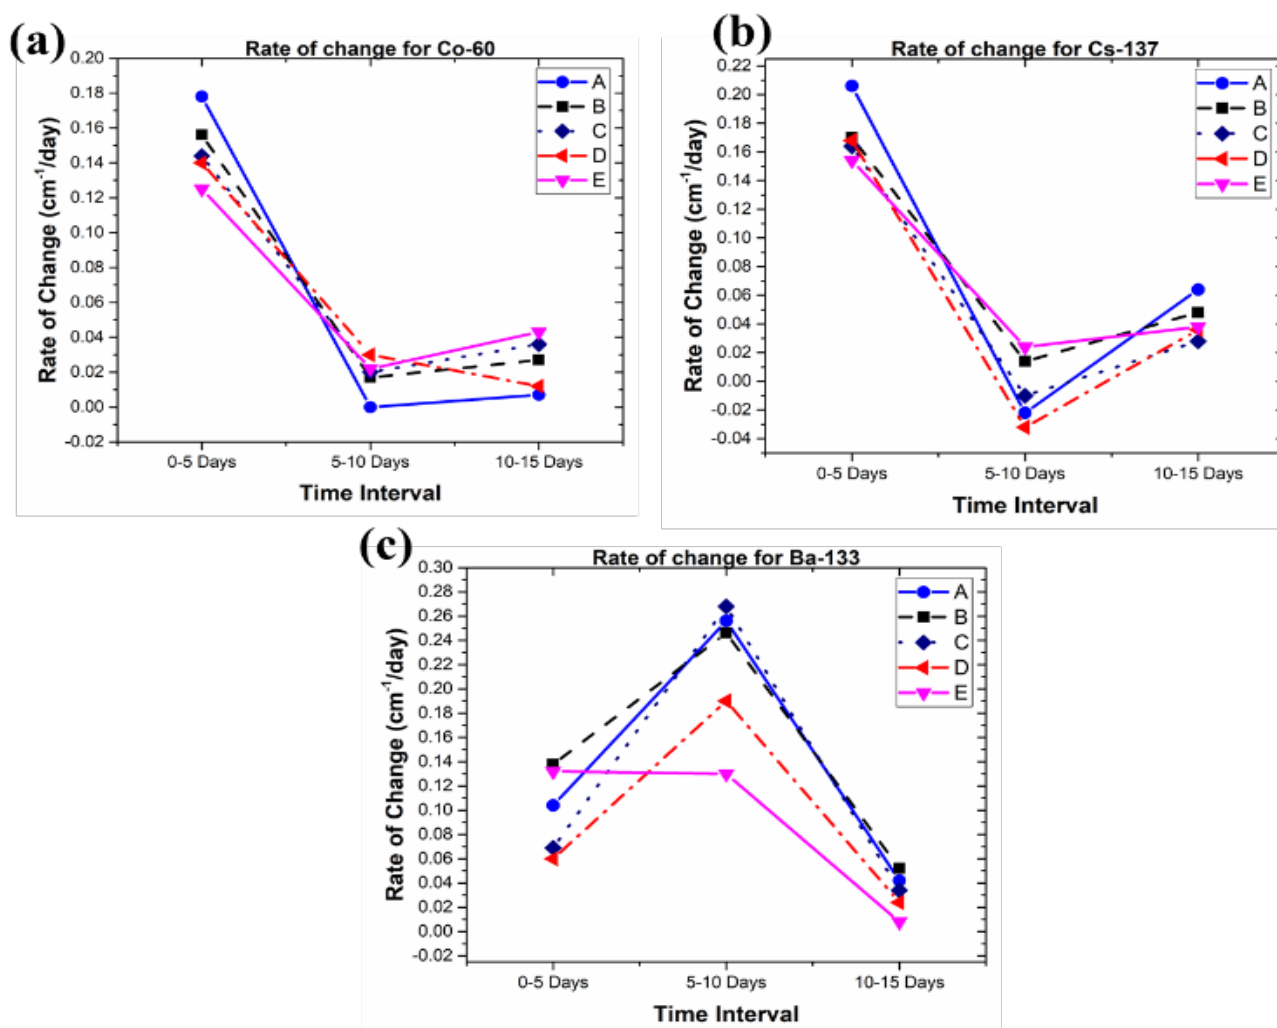 (a)
Rate of change for Co-60
0.20
0.18
0.16
0.14
0.12
0.10
0.08
0.06
0.04
0.02
0.00
-0.02
Rate of Change (cm⁻¹/day)
A
B
C
D
E
0-5 Days
5-10 Days
10-15 Days
Time Interval
(b)
Rate of change for Cs-137
0.22
0.20
0.18
0.16
0.14
0.12
0.10
0.08
0.06
0.04
0.02
0.00
-0.02
-0.04
Rate of Change (cm⁻¹/day)
A
B
C
D
E
0-5 Days
5-10 Days
10-15 Days
Time Interval
(c)
Rate of change for Ba-133
0.30
0.28
0.26
0.24
0.22
0.20
0.18
0.16
0.14
0.12
0.10
0.08
0.06
0.04
0.02
0.00
-0.02
Rate of Change (cm⁻¹/day)
A
B
C
D
E
0-5 Days
5-10 Days
10-15 Days
Time Interval